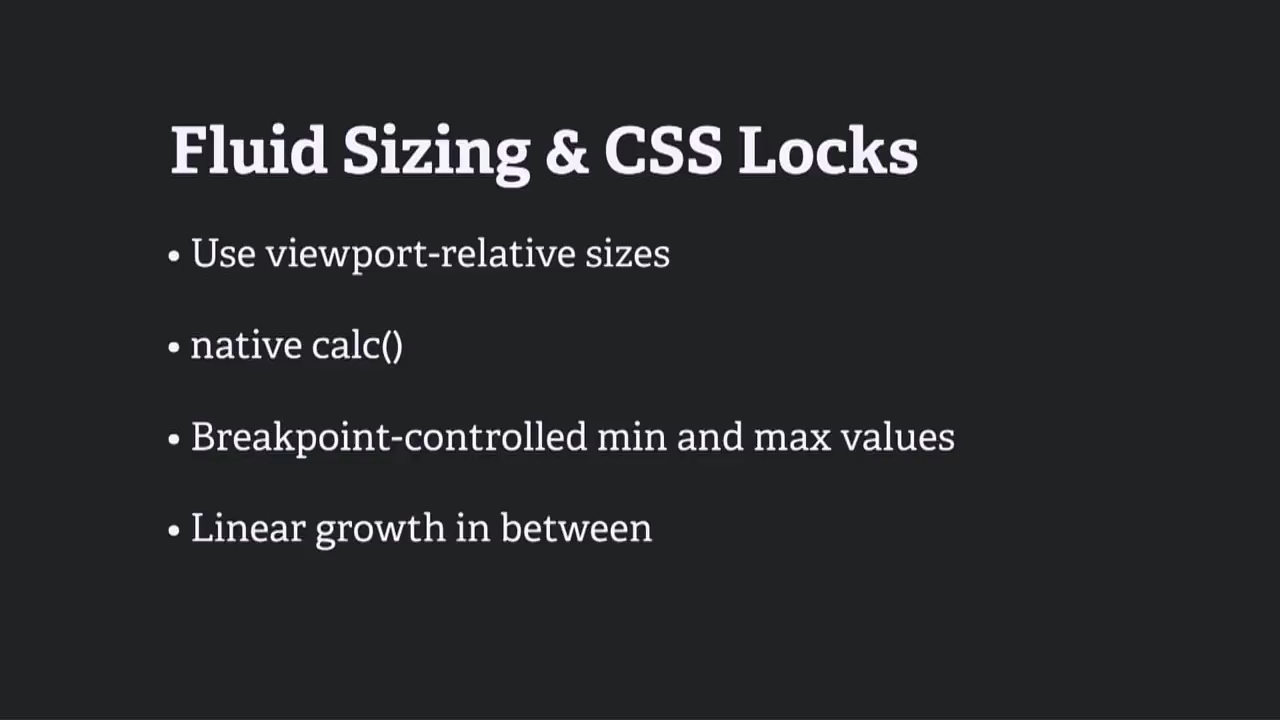 Fluid Sizing & CSS Locks
• Use viewport-relative sizes
• native calc()
• Breakpoint-controlled min and max values
• Linear growth in between